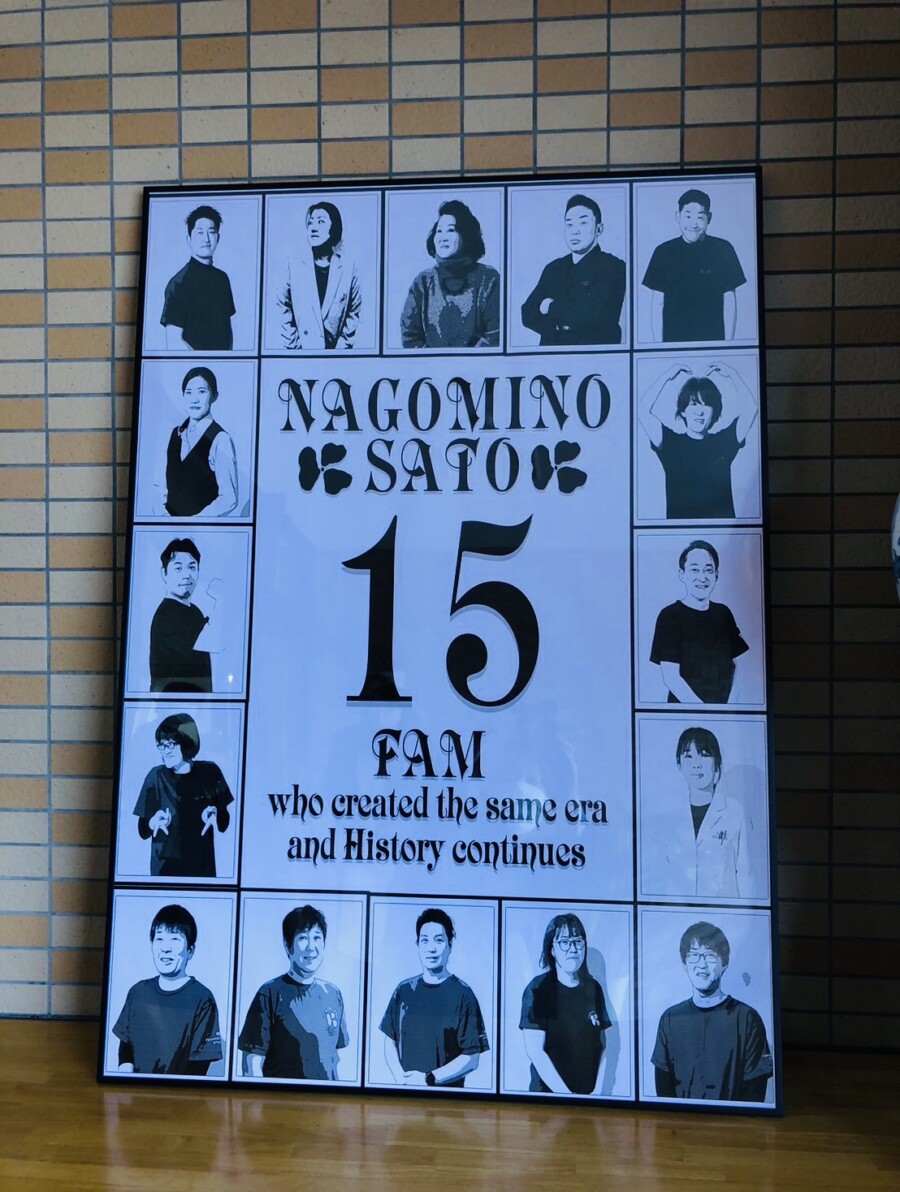 NAGOMINO
SATO
15
FAM
who created the same era
and History continues